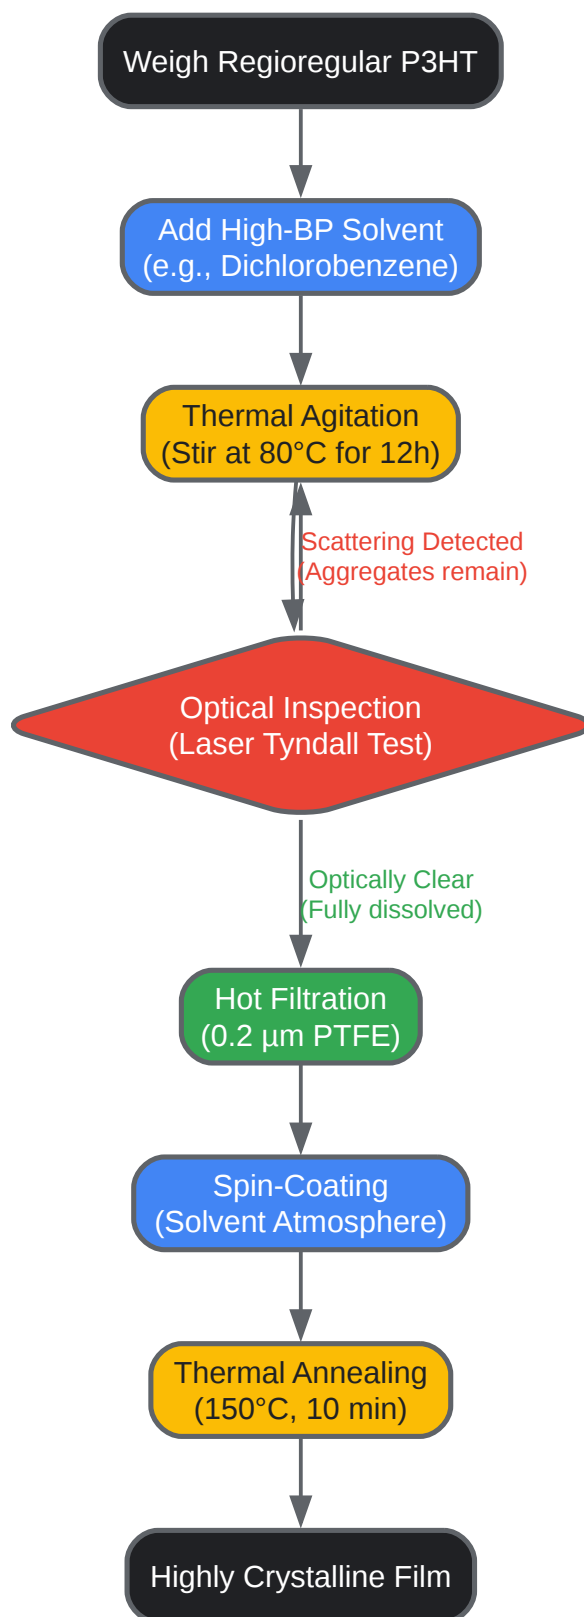 Weigh Regioregular P3HT
Add High-BP Solvent
(e.g., Dichlorobenzene)
Thermal Agitation
(Stir at 80°C for 12h)
Scattering Detected
(Aggregates remain)
Optical Inspection
(Laser Tyndall Test)
Optically Clear
(Fully dissolved)
Hot Filtration
(0.2 µm PTFE)
Spin-Coating
(Solvent Atmosphere)
Thermal Annealing
(150°C, 10 min)
Highly Crystalline Film